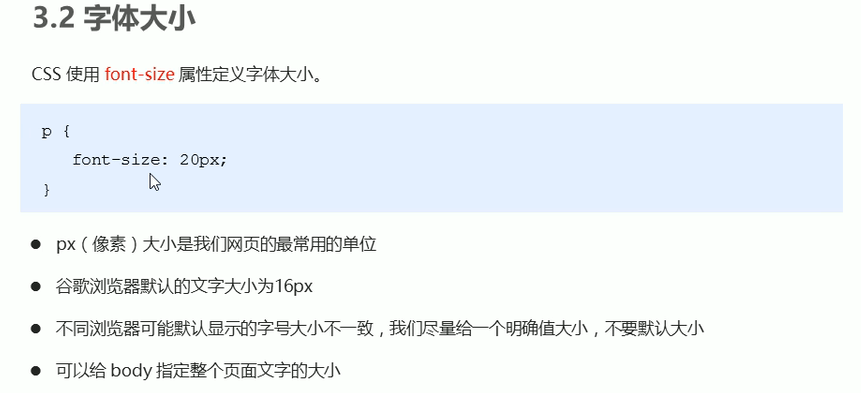 3.2 字体大小
CSS 使用 font-size 属性定义字体大小。
p {
font-size: 20px;
}
● px（像素）大小是我们网页的最常用的单位
● 谷歌浏览器默认的文字大小为16px
● 不同浏览器可能默认显示的字号大小不一致，我们尽量给一个明确值大小，不要默认大小
● 可以给 body 指定整个页面文字的大小